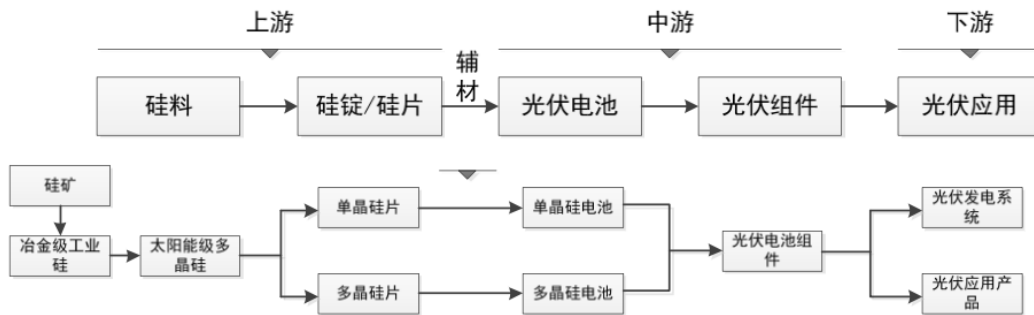 上游
中游
下游
硅料
硅锭/硅片
辅
材
光伏电池
光伏组件
光伏应用
硅矿
冶金级工业
硅
太阳能级多
晶硅
单晶硅片
单晶硅电池
多晶硅片
多晶硅电池
光伏电池组
件
光伏发电系
统
光伏应用产
品